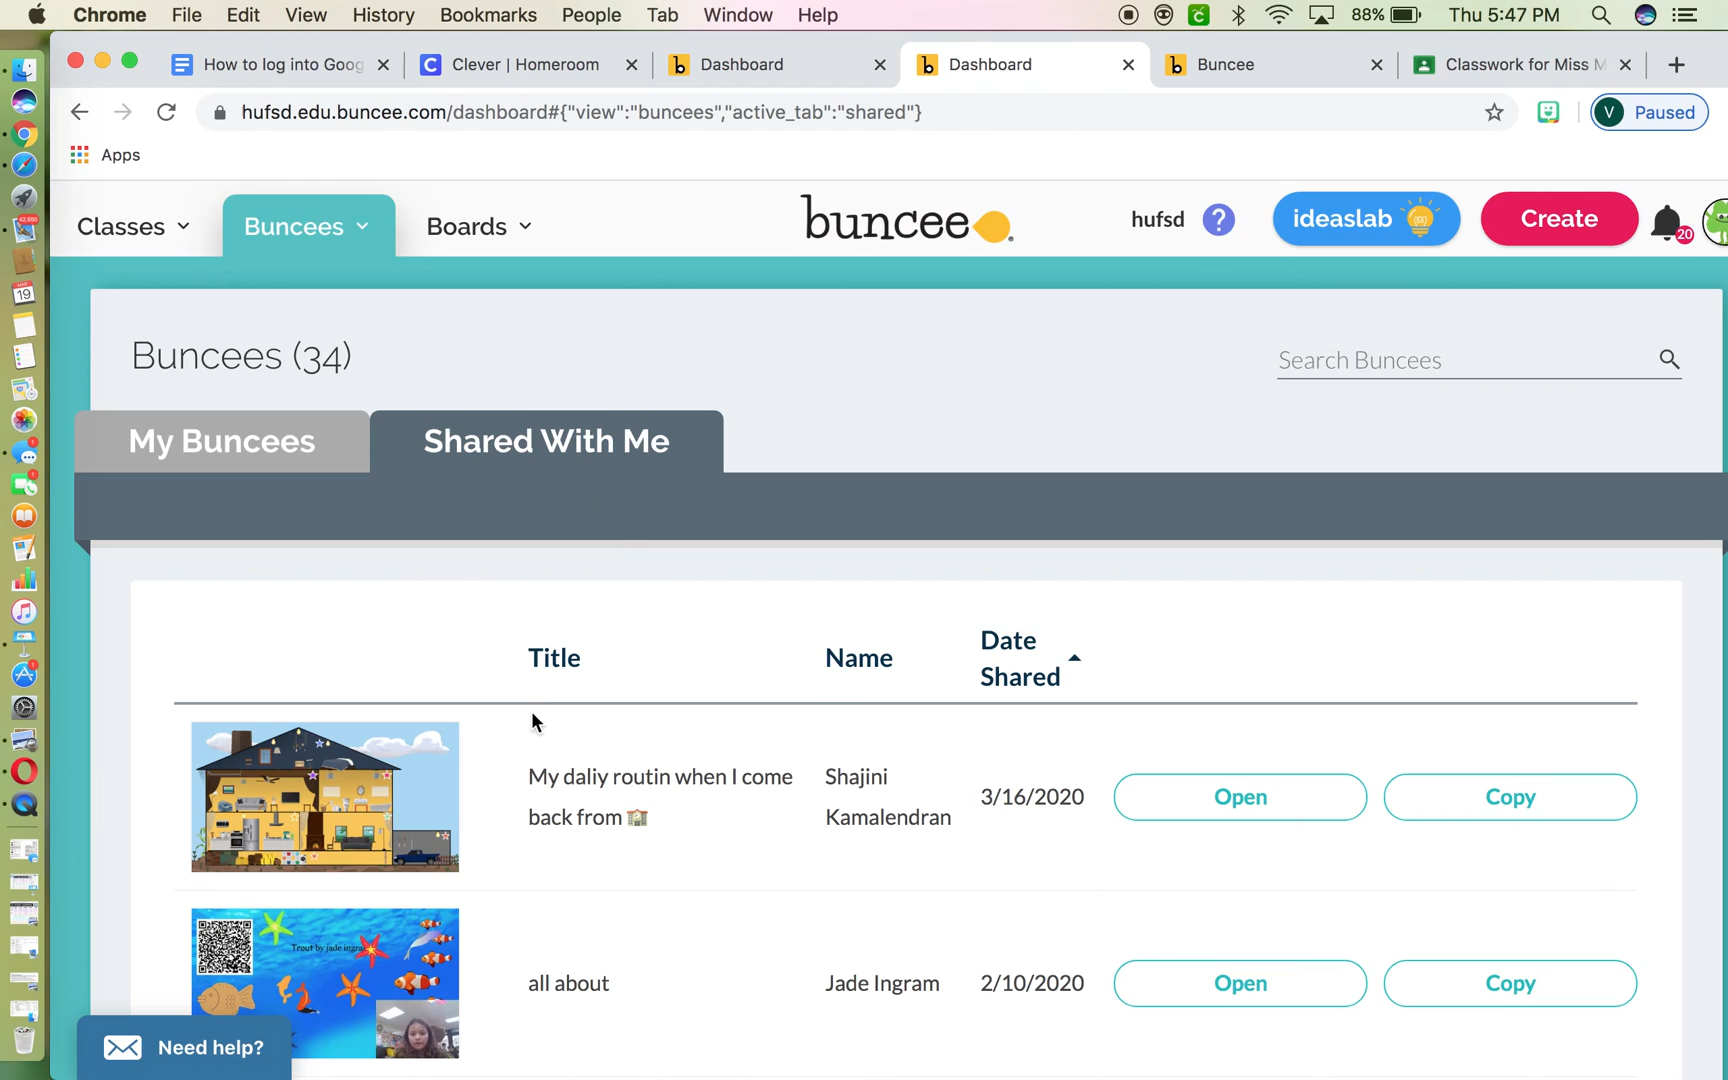 Chrome File Edit View History Bookmarks People Tab Window Help 88% Thu 5:47 PM
How to log into Goog Clever | Homeroom Dashboard Dashboard Buncee Classwork for Miss M
hufsd.edu.buncee.com/dashboard#{"view":"buncees","active_tab":"shared"} V Paused
Apps
Classes Buncees Boards buncee hufsd ? ideaslab Create 20
Buncees (34) Search Buncees
My Buncees Shared With Me
Title Name Date Shared
My daliy routin when I come back from Shajini Kamalendran 3/16/2020 Open Copy
Trout by jade ingra
all about Jade Ingram 2/10/2020 Open Copy
Need help?